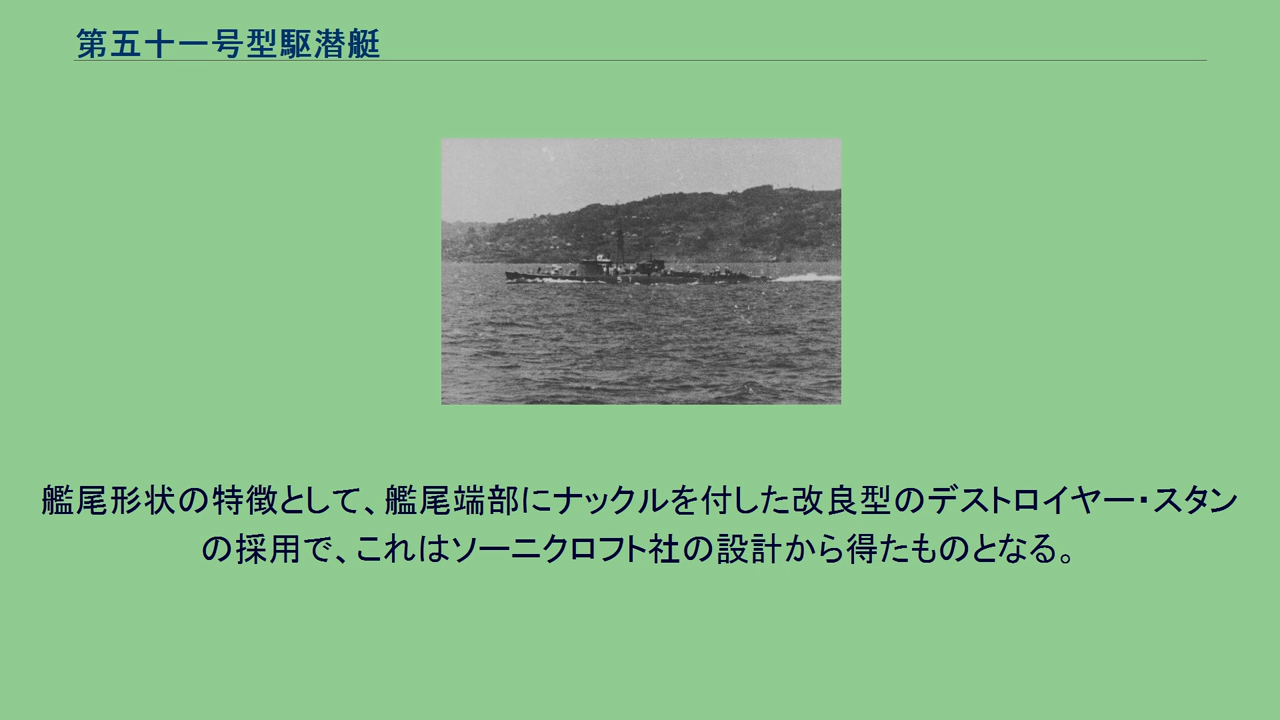 第五十一号型駆潜艇
艦尾形状の特徴として、艦尾端部にナックルを付した改良型のデストロイヤー・スタン
の採用で、これはソーニクロフト社の設計から得たものとなる。